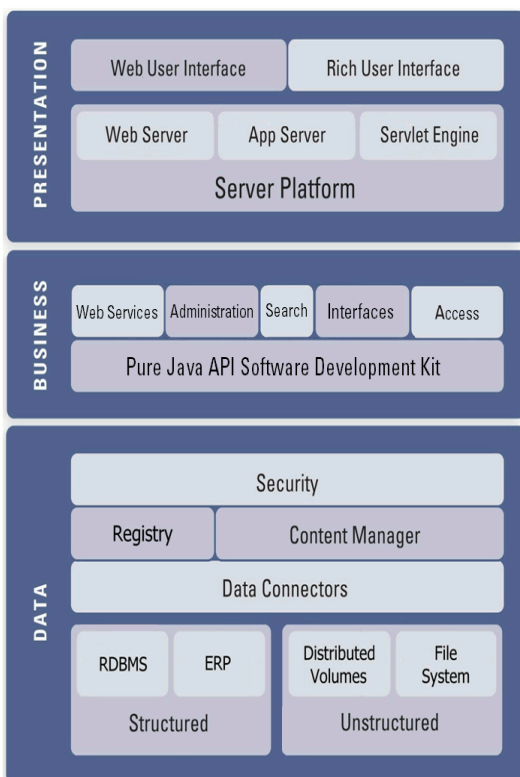 PRESENTATION
Web User Interface
Rich User Interface
Web Server
App Server
Servlet Engine
Server Platform
BUSINESS
Web Services
Administration
Search
Interfaces
Access
Pure Java API Software Development Kit
DATA
Security
Registry
Content Manager
Data Connectors
RDBMS
ERP
Structured
Distributed
Volumes
File
System
Unstructured